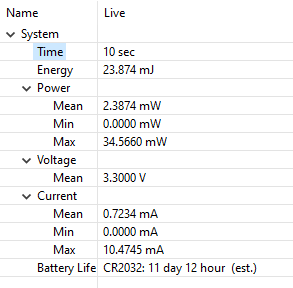 Name Live
System
Time 10 sec
Energy 23.874 mJ
Power
Mean 2.3874 mW
Min 0.0000 mW
Max 34.5660 mW
Voltage
Mean 3.3000 V
Current
Mean 0.7234 mA
Min 0.0000 mA
Max 10.4745 mA
Battery Life CR2032: 11 day 12 hour (est.)